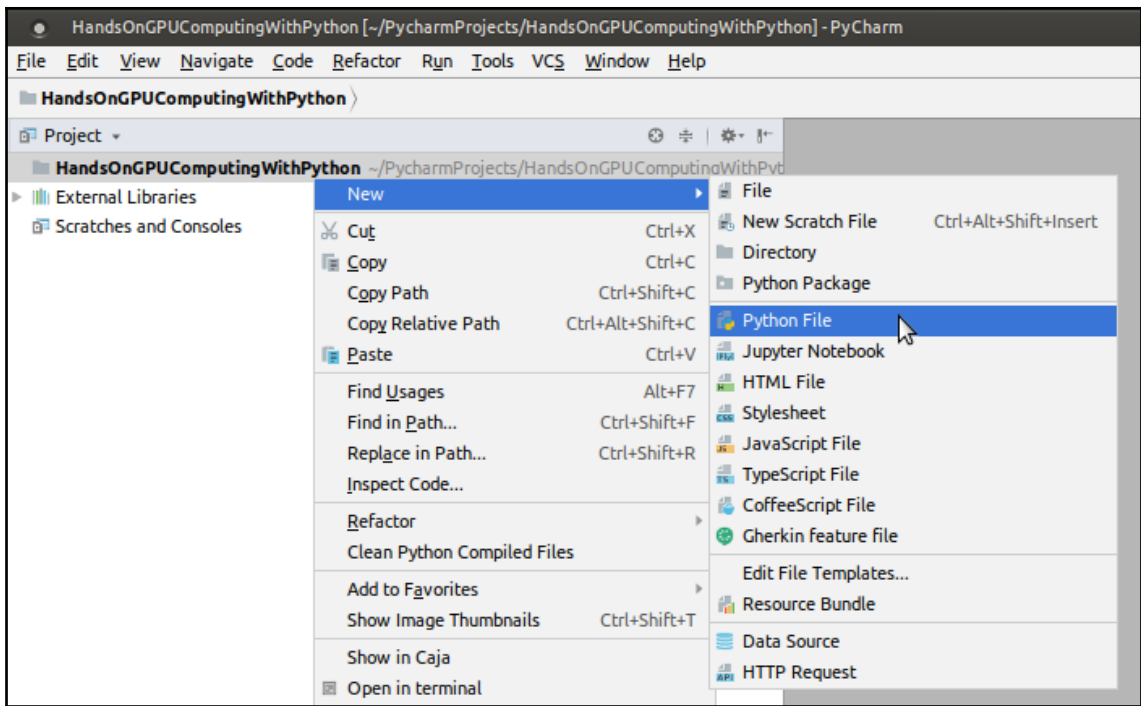 HandsOnGPUComputingWithPython [~/PycharmProjects/HandsOnGPUComputingWithPython] - PyCharm
File Edit View Navigate Code Refactor Run Tools VCS Window Help
HandsOnGPUComputingWithPython
Project
HandsOnGPUComputingWithPython ~/PycharmProjects/HandsOnGPUComputingWithPyt
External Libraries
Scratches and Consoles
New
Cut Ctrl+X
Copy Ctrl+C
Copy Path Ctrl+Shift+C
Copy Relative Path Ctrl+Alt+Shift+C
Paste Ctrl+V
Find Usages Alt+F7
Find in Path... Ctrl+Shift+F
Replace in Path... Ctrl+Shift+R
Inspect Code...
Refactor
Clean Python Compiled Files
Add to Favorites
Show Image Thumbnails Ctrl+Shift+T
Show in Caja
Open in terminal
File
New Scratch File Ctrl+Alt+Shift+Insert
Directory
Python Package
Python File
Jupyter Notebook
HTML File
Stylesheet
JavaScript File
TypeScript File
CoffeeScript File
Gherkin feature file
Edit File Templates...
Resource Bundle
Data Source
HTTP Request